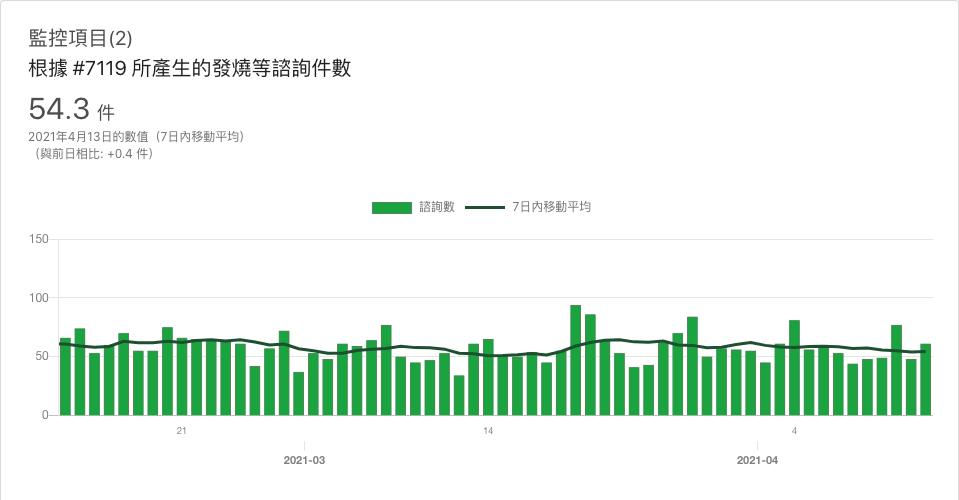 監控項目(2)
根據 #7119 所產生的發燒等諮詢件數
54.3 件
2021年4月13日的數值（7日內移動平均）
（與前日相比: +0.4 件）
諮詢數 7日內移動平均
150
100
50
0
21 14 4
2021-03 2021-04